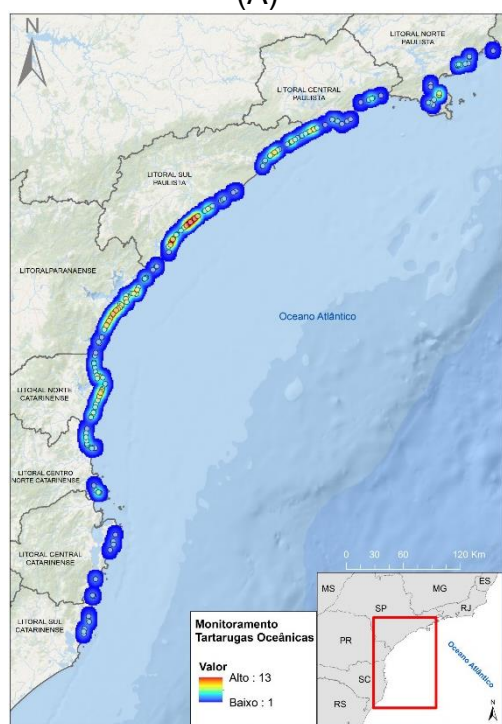 (A)
N
LITORAL NORTE
PAULISTA
LITORAL CENTRAL
PAULISTA
LITORAL SUL
PAULISTA
LITORALPARANAENSE
Oceano Atlântico
LITORAL NORTE
CATARINENSE
LITORAL CENTRO
NORTE CATARINENSE
LITORAL CENTRAL
CATARINENSE
LITORAL SUL
CATARINENSE
0 30 60 120 Km
Monitoramento
Tartarugas Oceânicas
Valor
Alto : 13
Baixo : 1
MS
MG
ES
SP
RJ
PR
SC
RS
Oceano
Atlântico